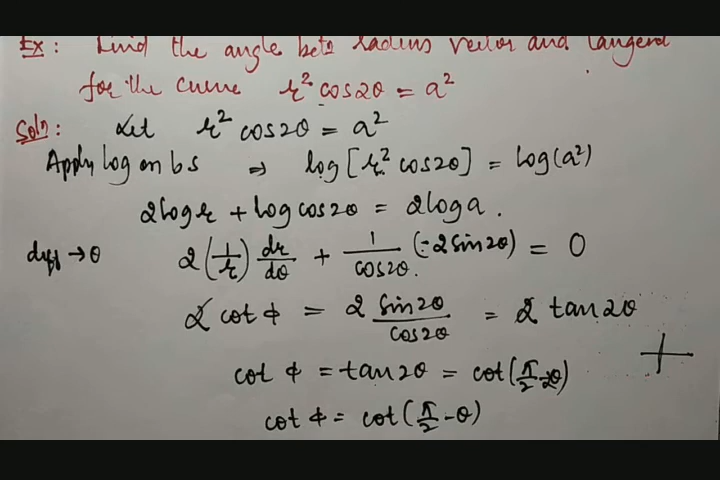 Ex : Find the angle betn radius vector and tangent
for the curve r² cos2θ = a²
Soln : Let r² cos2θ = a²
Apply log on bs ⇒ log[r² cos2θ] = log(a²)
2logr + log cos2θ = 2loga.
diff → θ 2(1/r) dr/dθ + 1/cos2θ. (-2sin2θ) = 0
2 cot ϕ = 2 sin2θ/cos2θ = 2 tan2θ
cot ϕ = tan2θ = cot(π/2 - 2θ)
cot ϕ = cot(π/2 - θ)